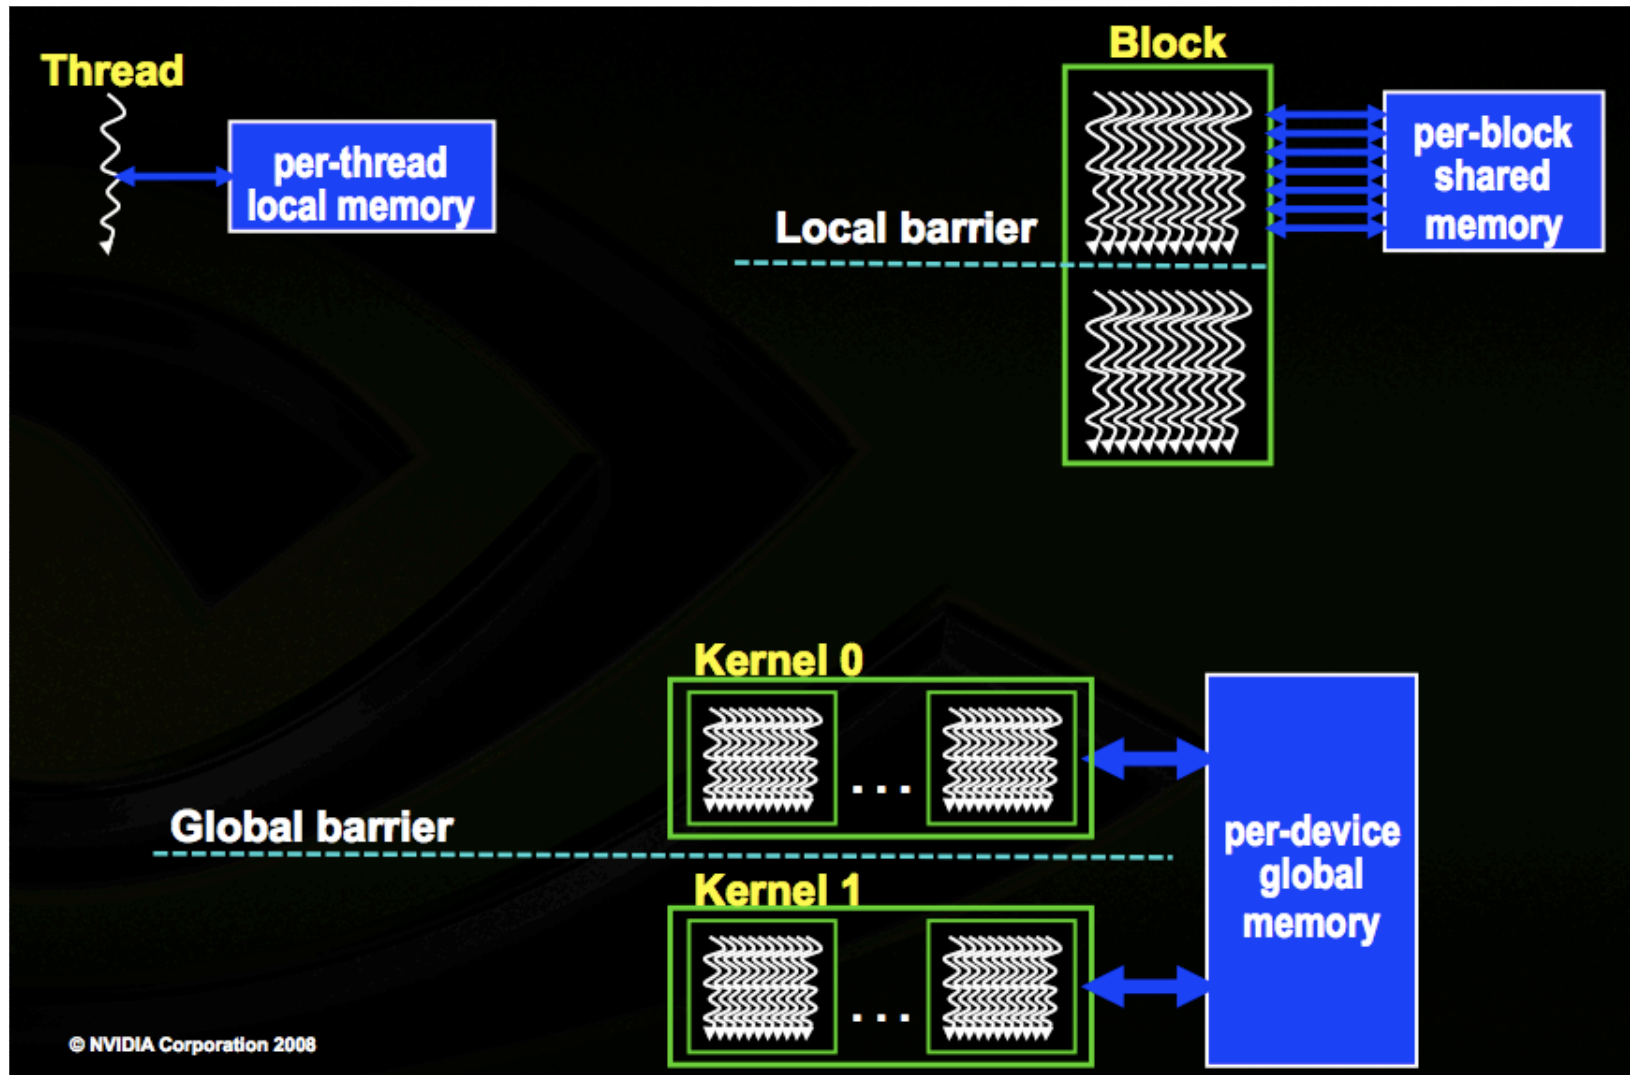 Thread
per-thread
local memory
Block
per-block
shared
memory
Local barrier
Kernel 0
. . .
Global barrier
Kernel 1
. . .
per-device
global
memory
© NVIDIA Corporation 2008